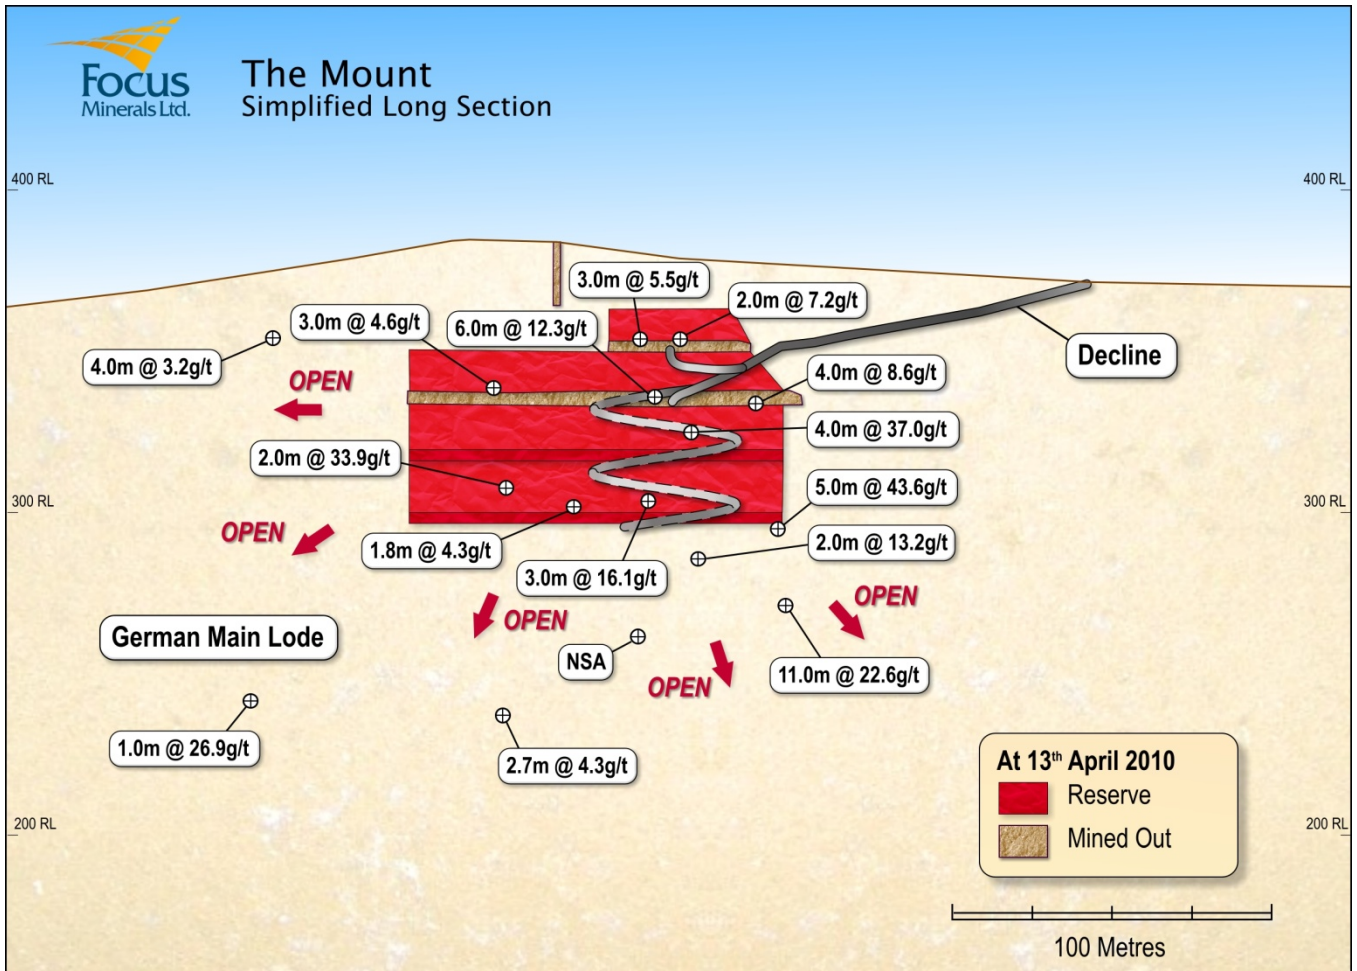 Focus
Minerals Ltd.
The Mount
Simplified Long Section
400 RL
400 RL
3.0m @ 5.5g/t
2.0m @ 7.2g/t
3.0m @ 4.6g/t
6.0m @ 12.3g/t
4.0m @ 3.2g/t
Decline
OPEN
4.0m @ 8.6g/t
4.0m @ 37.0g/t
2.0m @ 33.9g/t
5.0m @ 43.6g/t
300 RL
300 RL
OPEN
1.8m @ 4.3g/t
2.0m @ 13.2g/t
3.0m @ 16.1g/t
OPEN
OPEN
German Main Lode
NSA
11.0m @ 22.6g/t
OPEN
1.0m @ 26.9g/t
2.7m @ 4.3g/t
At 13th April 2010
Reserve
Mined Out
200 RL
200 RL
100 Metres